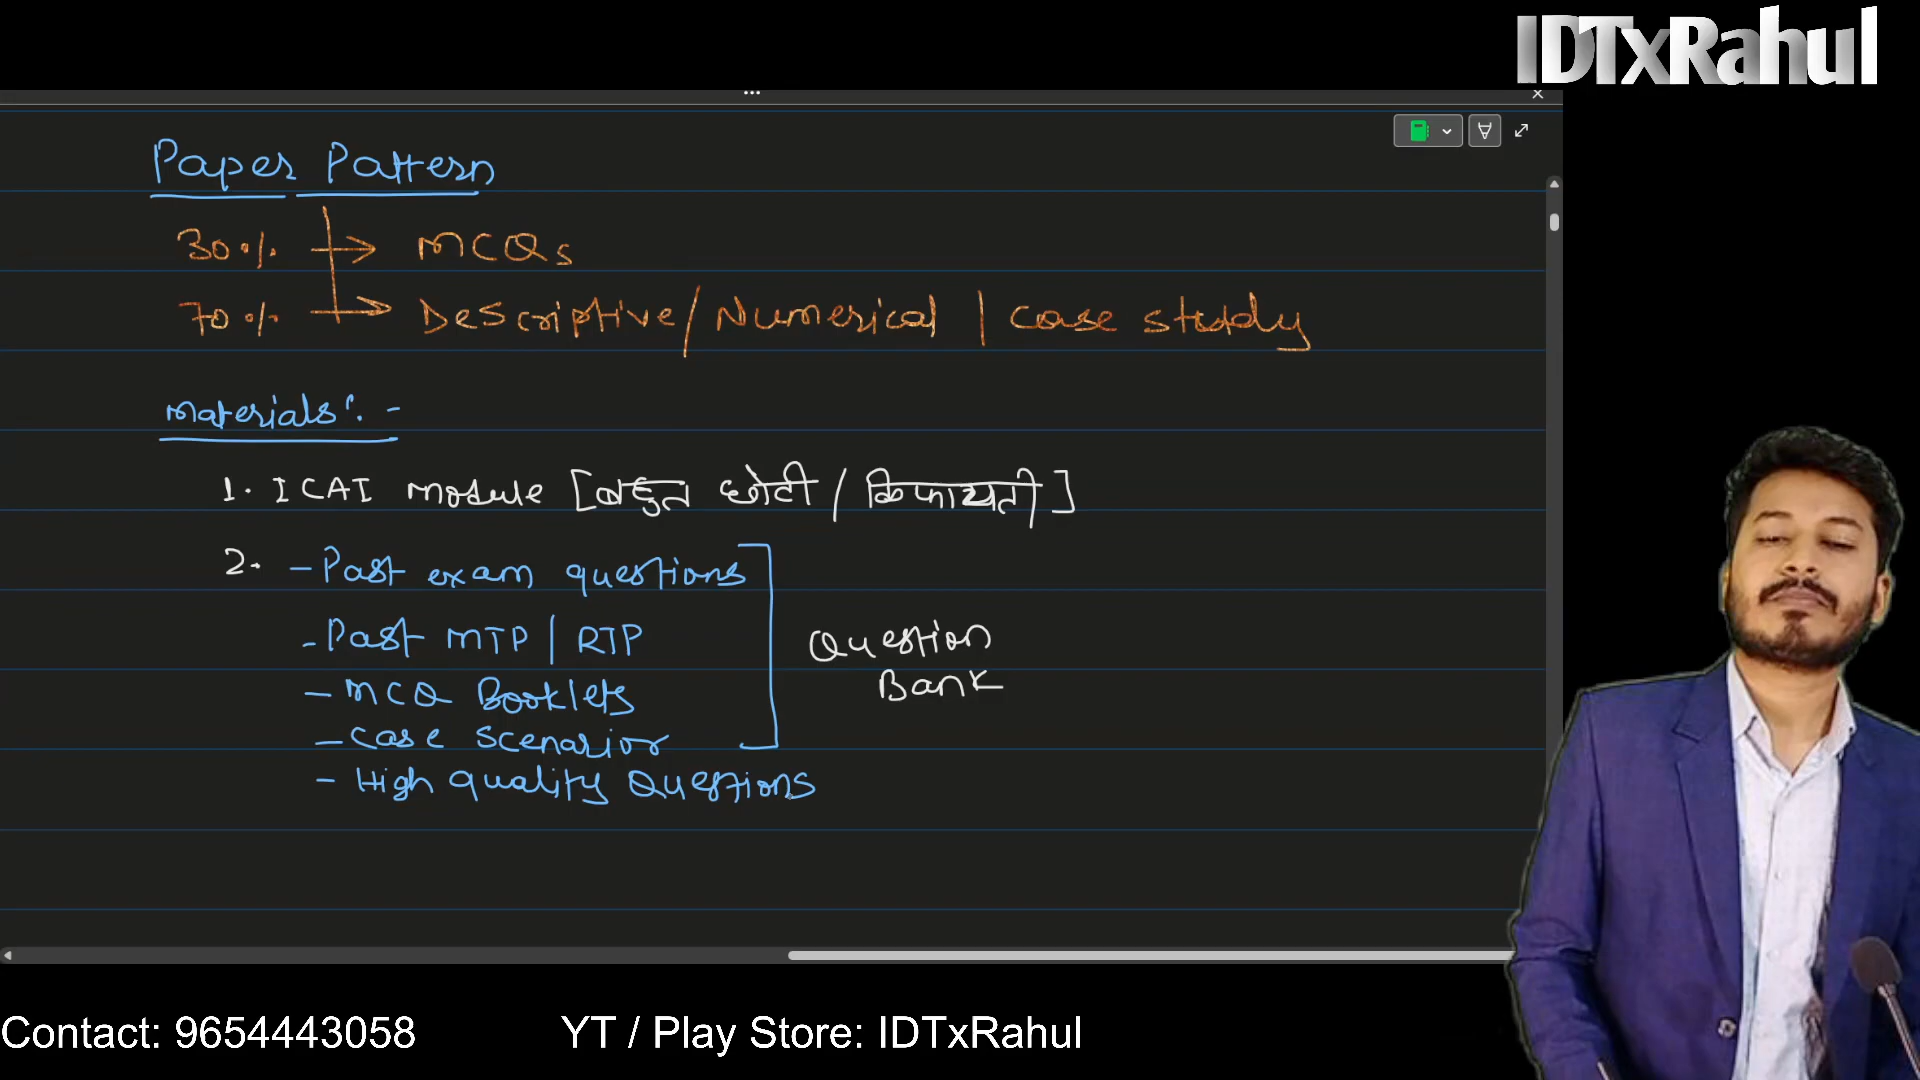 IDTxRahul
Paper Pattern
30% → MCQs
70% → Descriptive / Numerical | Case study
Materials :-
1. ICAI Module [बहुत छोटी / किफायती]
2. - Past exam questions
- Past MTP | RTP
- MCQ Booklets
- Case Scenarios
- High quality Questions
Question
Bank
Contact: 9654443058 YT / Play Store: IDTxRahul